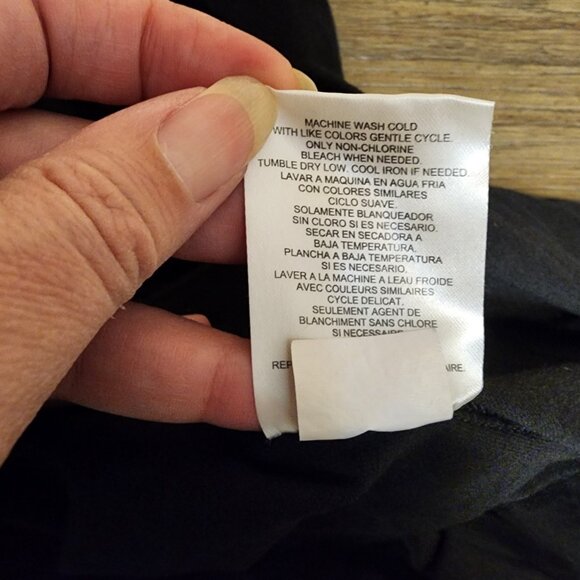 MACHINE WASH COLD
WITH LIKE COLORS GENTLE CYCLE.
ONLY NON-CHLORINE
BLEACH WHEN NEEDED.
TUMBLE DRY LOW. COOL IRON IF NEEDED.
LAVAR A MAQUINA EN AGUA FRIA
CON COLORES SIMILARES
CICLO SUAVE.
SOLAMENTE BLANQUEADOR
SIN CLORO SI ES NECESARIO.
SECAR EN SECADORA A
BAJA TEMPERATURA.
PLANCHA A BAJA TEMPERATURA
SI ES NECESARIO.
LAVER A LA MACHINE A LEAU FROIDE
AVEC COULEURS SIMILAIRES
CYCLE DELICAT.
SEULEMENT AGENT DE
BLANCHIMENT SANS CHLORE
SI NECESSAIRE